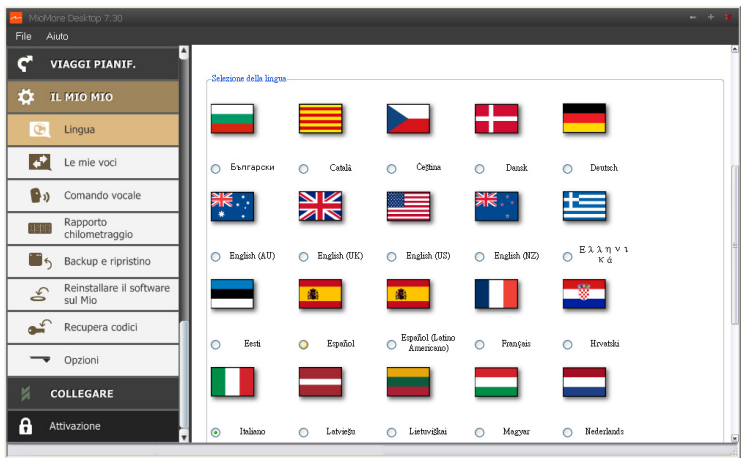 MioMore Desktop 7.30
File Aiuto
VIAGGI PIANIF.
IL MIO MIO
Lingua
Le mie voci
Comando vocale
Rapporto
chilometraggio
Backup e ripristino
Reinstallare il software
sul Mio
Recupera codici
Opzioni
COLLEGARE
Attivazione
Selezione della lingua
Български Català Čeština Dansk Deutsch
English (AU) English (UK) English (US) English (NZ) Ελληνι
κά
Eesti Español Español (Latino
Americano) Français Hrvatski
Italiano Latviešu Lietuviškai Magyar Nederlands